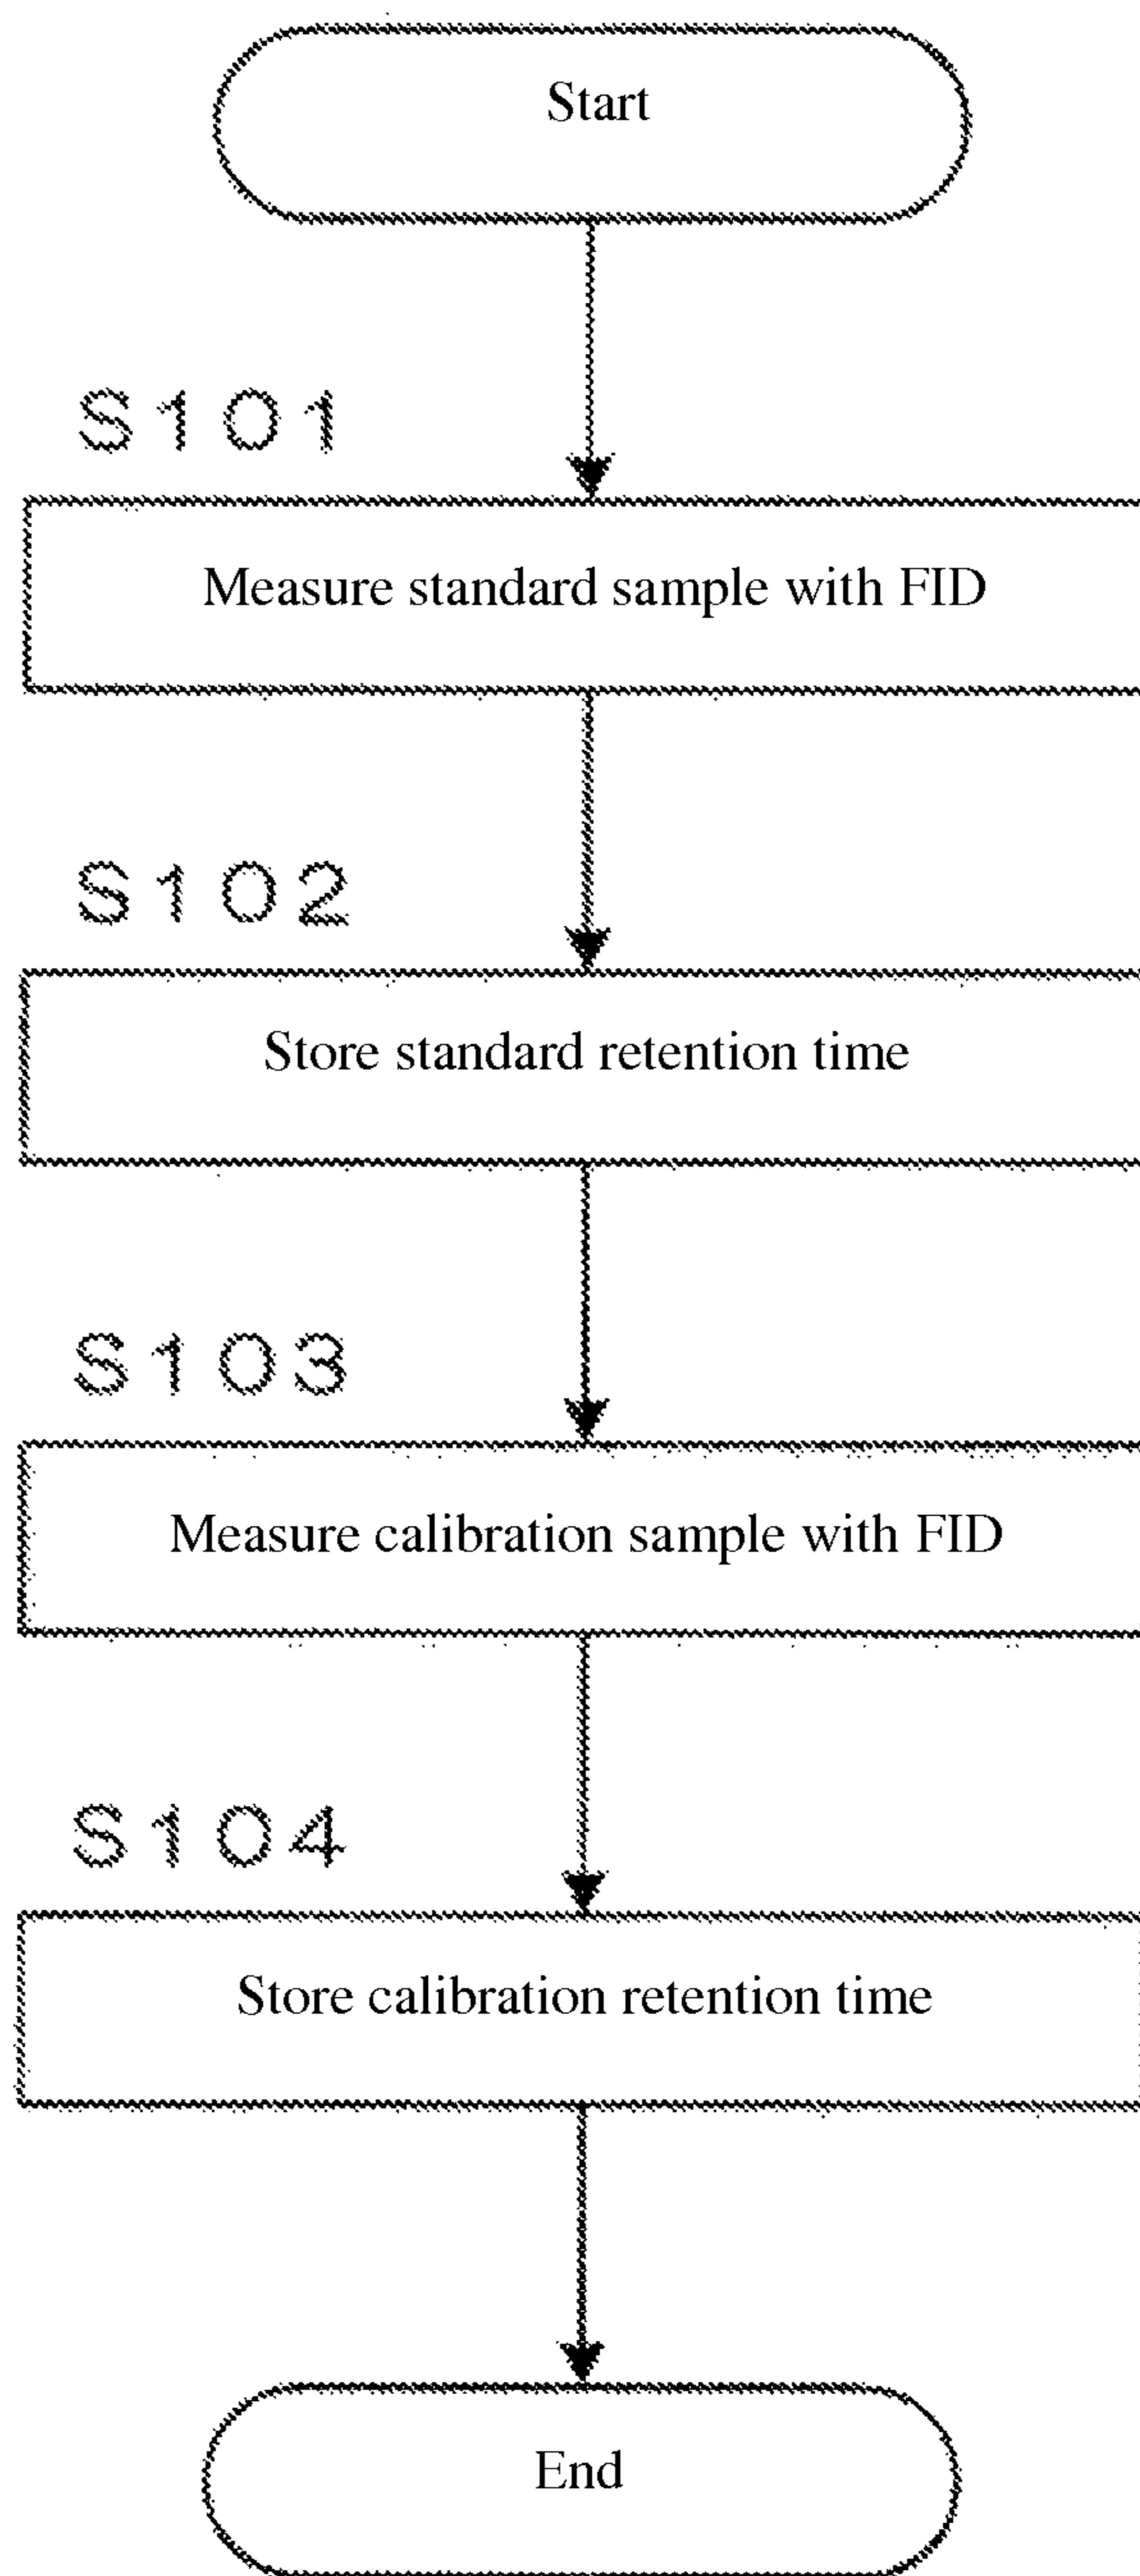 Start
S101
Measure standard sample with FID
S102
Store standard retention time
S103
Measure calibration sample with FID
S104
Store calibration retention time
End